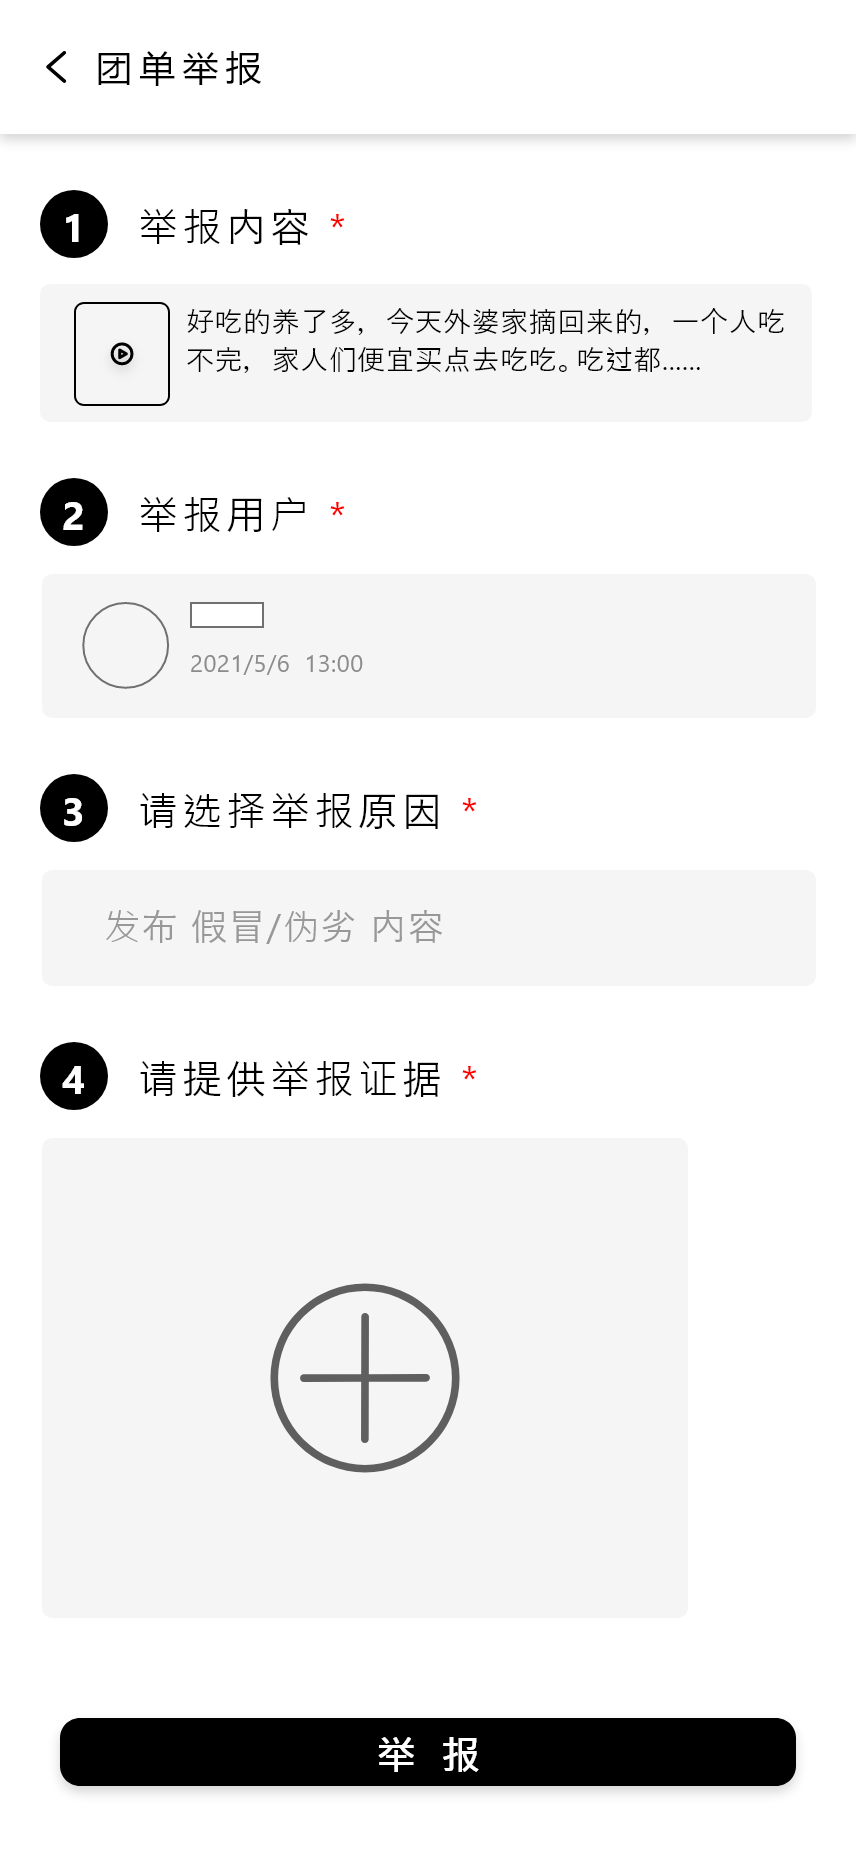 团单举报
1 举报内容 *
好吃的养了多，今天外婆家摘回来的，一个人吃
不完，家人们便宜买点去吃吃。吃过都......
2 举报用户 *
2021/5/6 13:00
3 请选择举报原因 *
发布 假冒/伪劣 内容
4 请提供举报证据 *
举 报